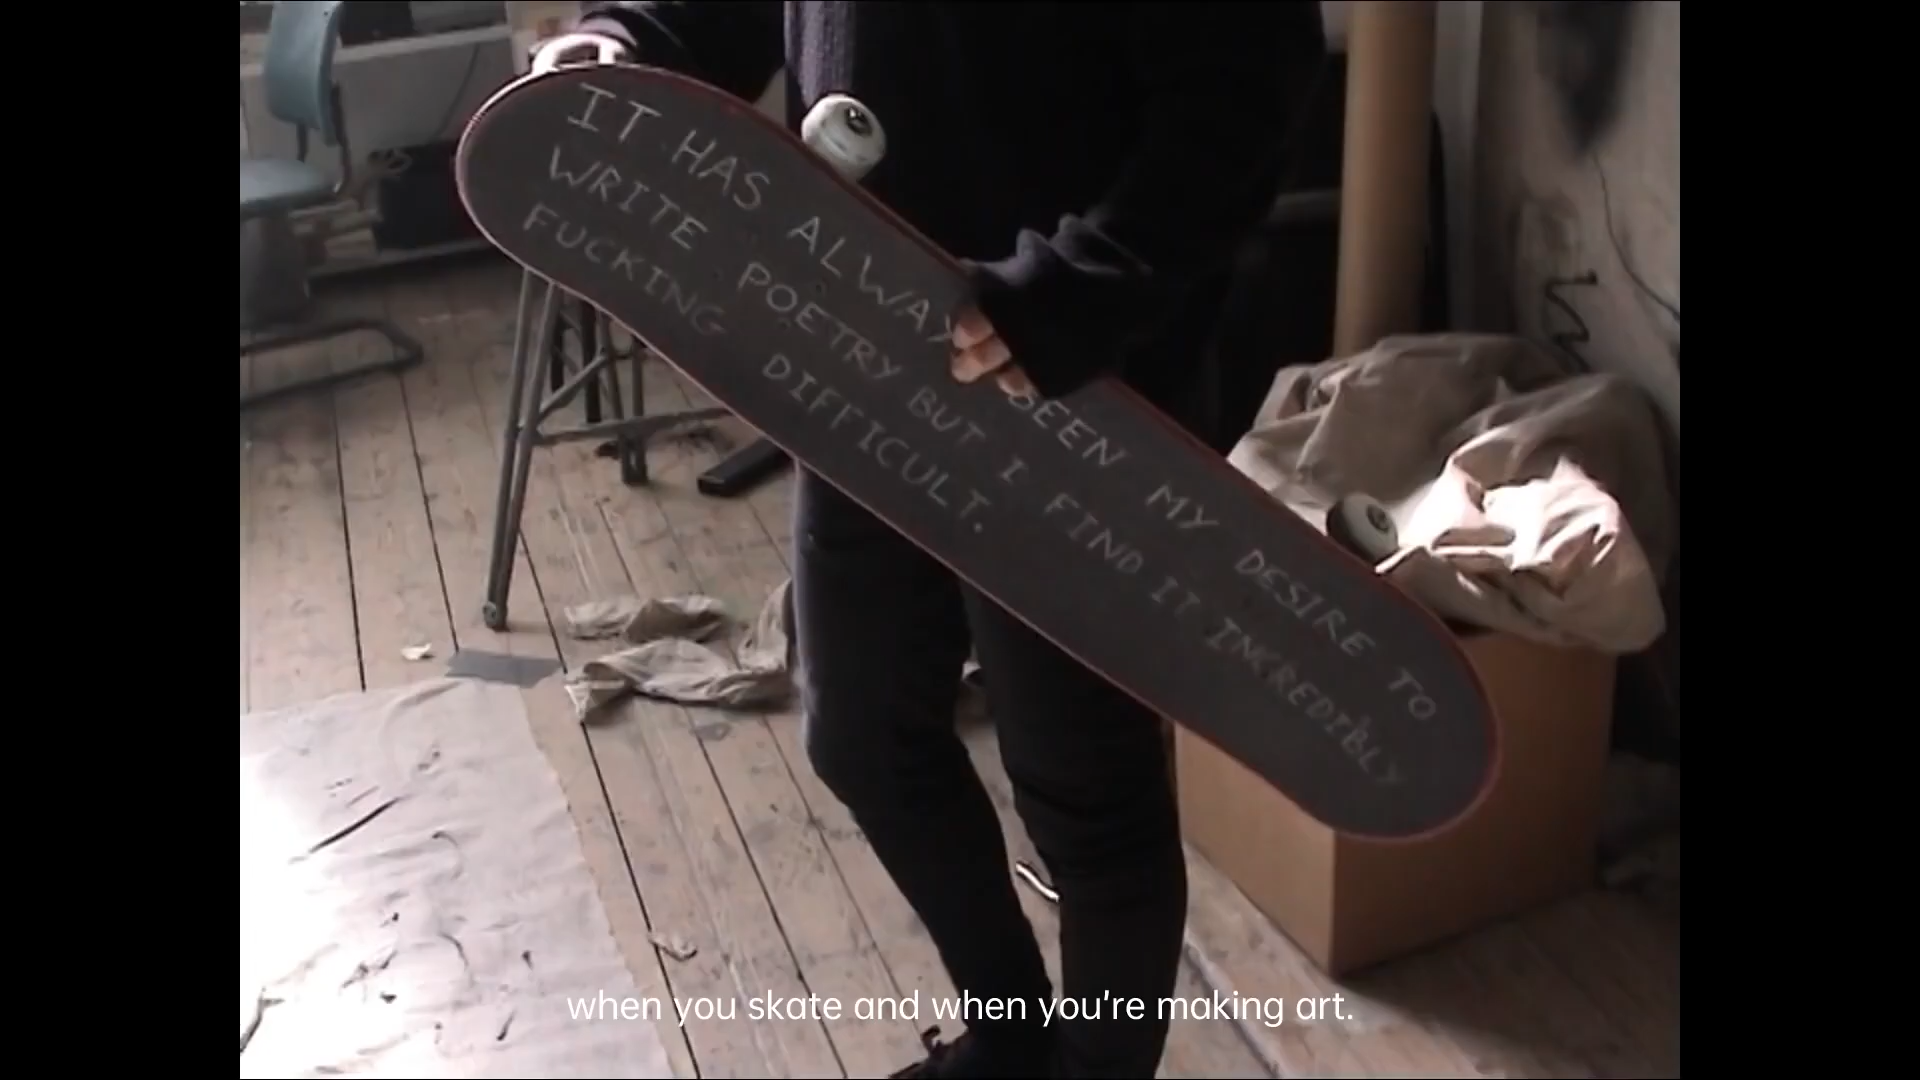 IT HAS ALWAYS BEEN MY DESIRE TO
WRITE POETRY BUT I FIND IT INCREDIBLY
FUCKING DIFFICULT.
when you skate and when you're making art.